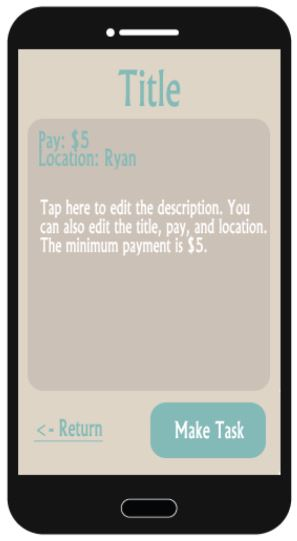 Title
Pay: $5
Location: Ryan
Tap here to edit the description. You
can also edit the title, pay, and location.
The minimum payment is $5.
<- Return
Make Task